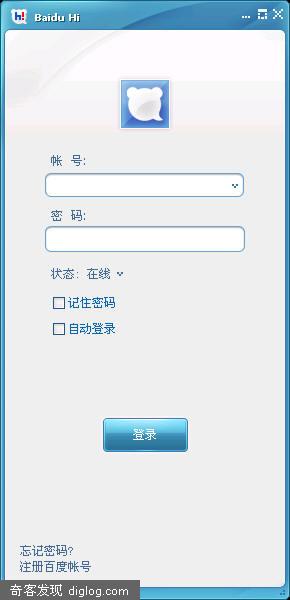 Baidu Hi
帐 号:
密 码:
状态: 在线
记住密码
自动登录
登录
忘记密码?
注册百度帐号
奇客发现 diglog.com